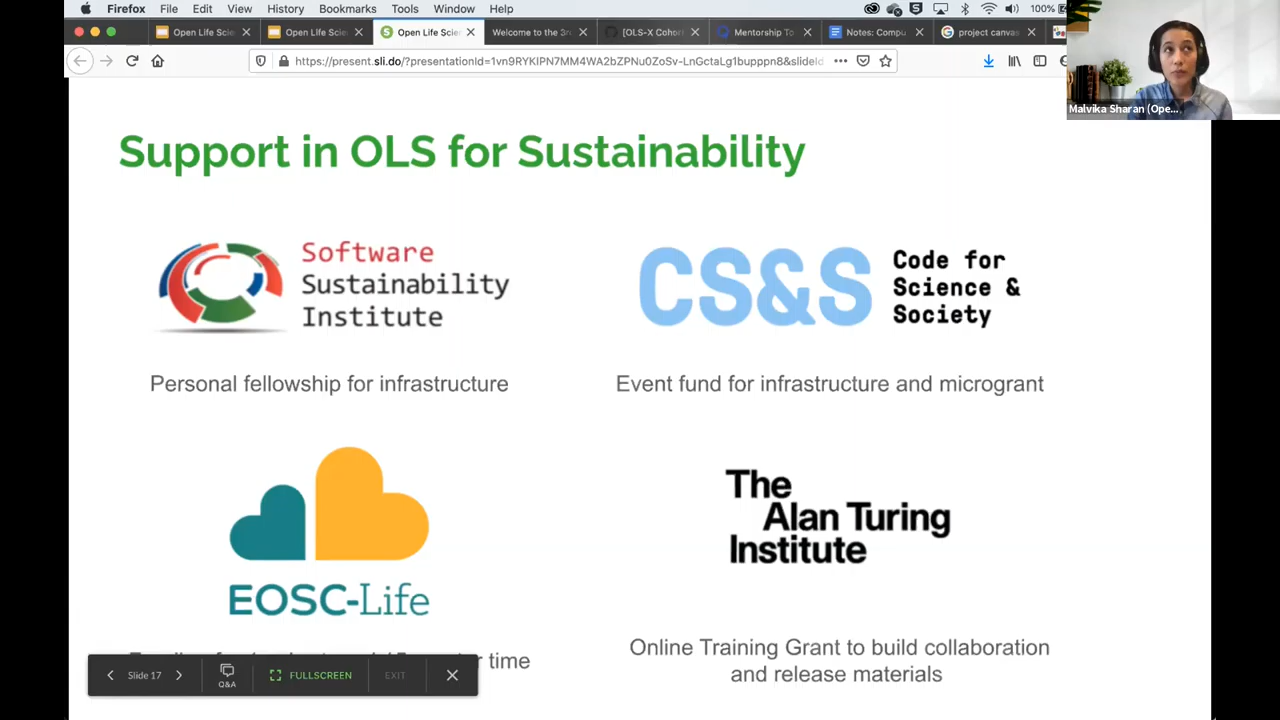 Firefox File Edit View History Bookmarks Tools Window Help 100%
Open Life Scie Open Life Scie Open Life Scie Welcome to the 3rd [OLS-X Cohor Mentorship To Notes: Compu project canvas
https://present.sli.do/?presentationId=1vn9RYKIPN7MM4WA2bZPNu0ZoSv-LnGctaLg1bupppn8&slideId
Malvika Sharan (Ope...
Support in OLS for Sustainability
Software
Sustainability
Institute
CS&S
Code for
Science &
Society
Personal fellowship for infrastructure
Event fund for infrastructure and microgrant
EOSC-Life
The
Alan Turing
Institute
time
Online Training Grant to build collaboration
and release materials
Slide 17
Q&A
FULLSCREEN
EXIT